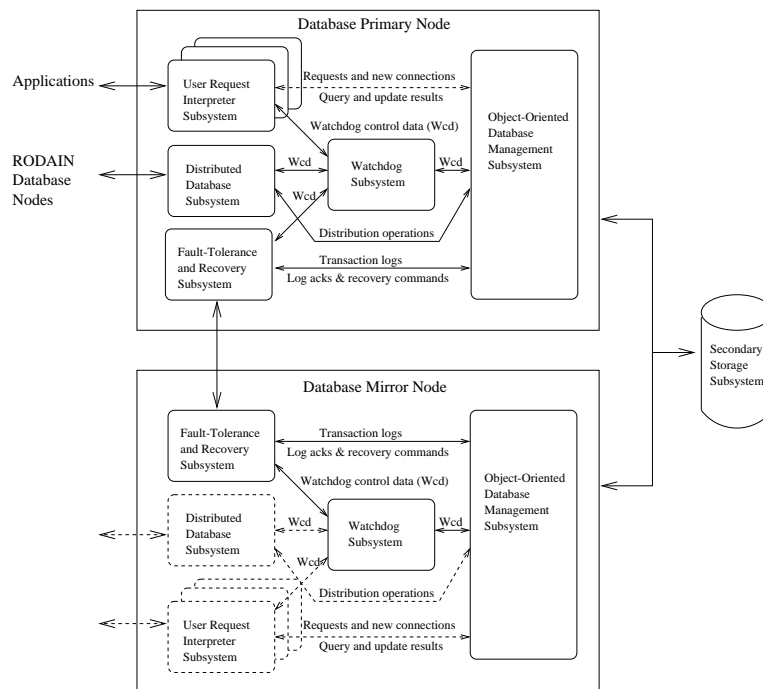 Database Primary Node
Applications
User Request
Interpreter
Subsystem
Requests and new connections
Query and update results
Object-Oriented
Database
Management
Subsystem
Watchdog control data (Wcd)
RODAIN
Database
Nodes
Distributed
Database
Subsystem
Wcd
Wcd
Watchdog
Subsystem
Wcd
Distribution operations
Fault-Tolerance
and Recovery
Subsystem
Transaction logs
Log acks & recovery commands
Secondary
Storage
Subsystem
Database Mirror Node
Fault-Tolerance
and Recovery
Subsystem
Transaction logs
Log acks & recovery commands
Object-Oriented
Database
Management
Subsystem
Watchdog control data (Wcd)
Distributed
Database
Subsystem
Wcd
Wcd
Watchdog
Subsystem
Wcd
Distribution operations
User Request
Interpreter
Subsystem
Requests and new connections
Query and update results